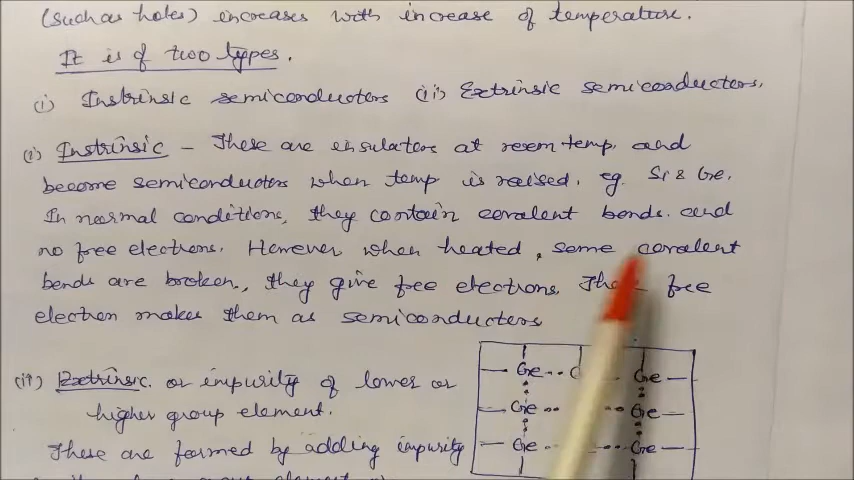 (such as holes) increases with increase of temperature.
It is of two types.
(i) Instrinsic semiconductors (ii) Extrinsic semiconductors.
(i) Instrinsic - These are insulators at room temp. and
become semiconductors when temp is raised. eg. Si & Ge.
In normal conditions, they contain covalent bonds. and
no free electrons. However when heated, some covalent
bonds are broken., they give free electrons. free
electron makes them as semiconductors
(ii) Extrinsic. or impurity of lower or
higher group element.
These are formed by adding impurity
Ge Ge
Ge Ge
Ge Ge